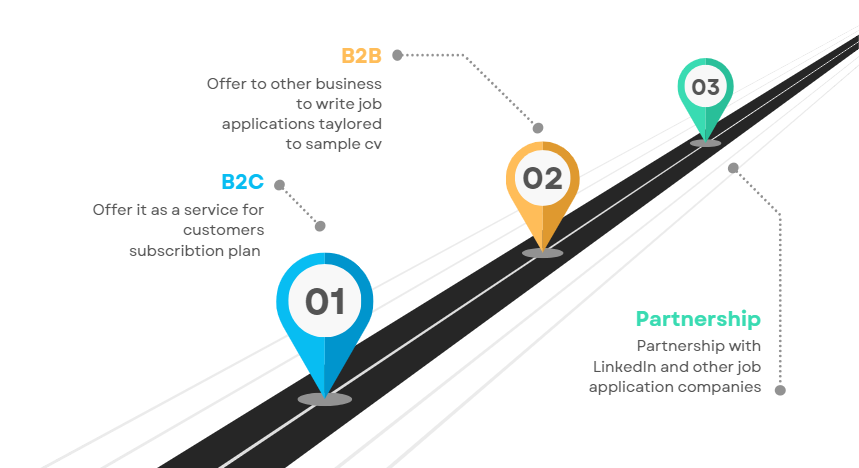 B2B
Offer to other business
to write job
applications taylored
to sample cv
03
02
B2C
Offer it as a service for
customers
subscribtion plan
01
Partnership
Partnership with
LinkedIn and other job
application companies